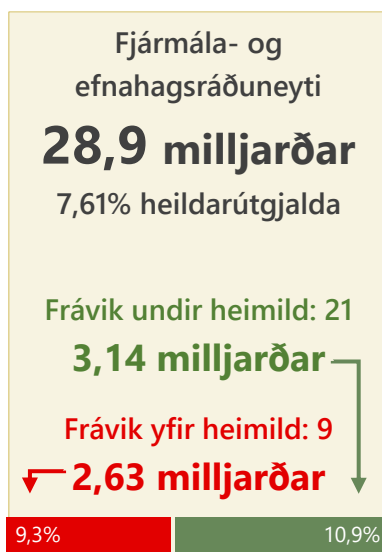 Fjármála- og
efnahagsráðuneyti
28,9 milljarðar
7,61% heildarútgjalda
Frávik undir heimild: 21
3,14 milljarðar
Frávik yfir heimild: 9
2,63 milljarðar
9,3% 10,9%